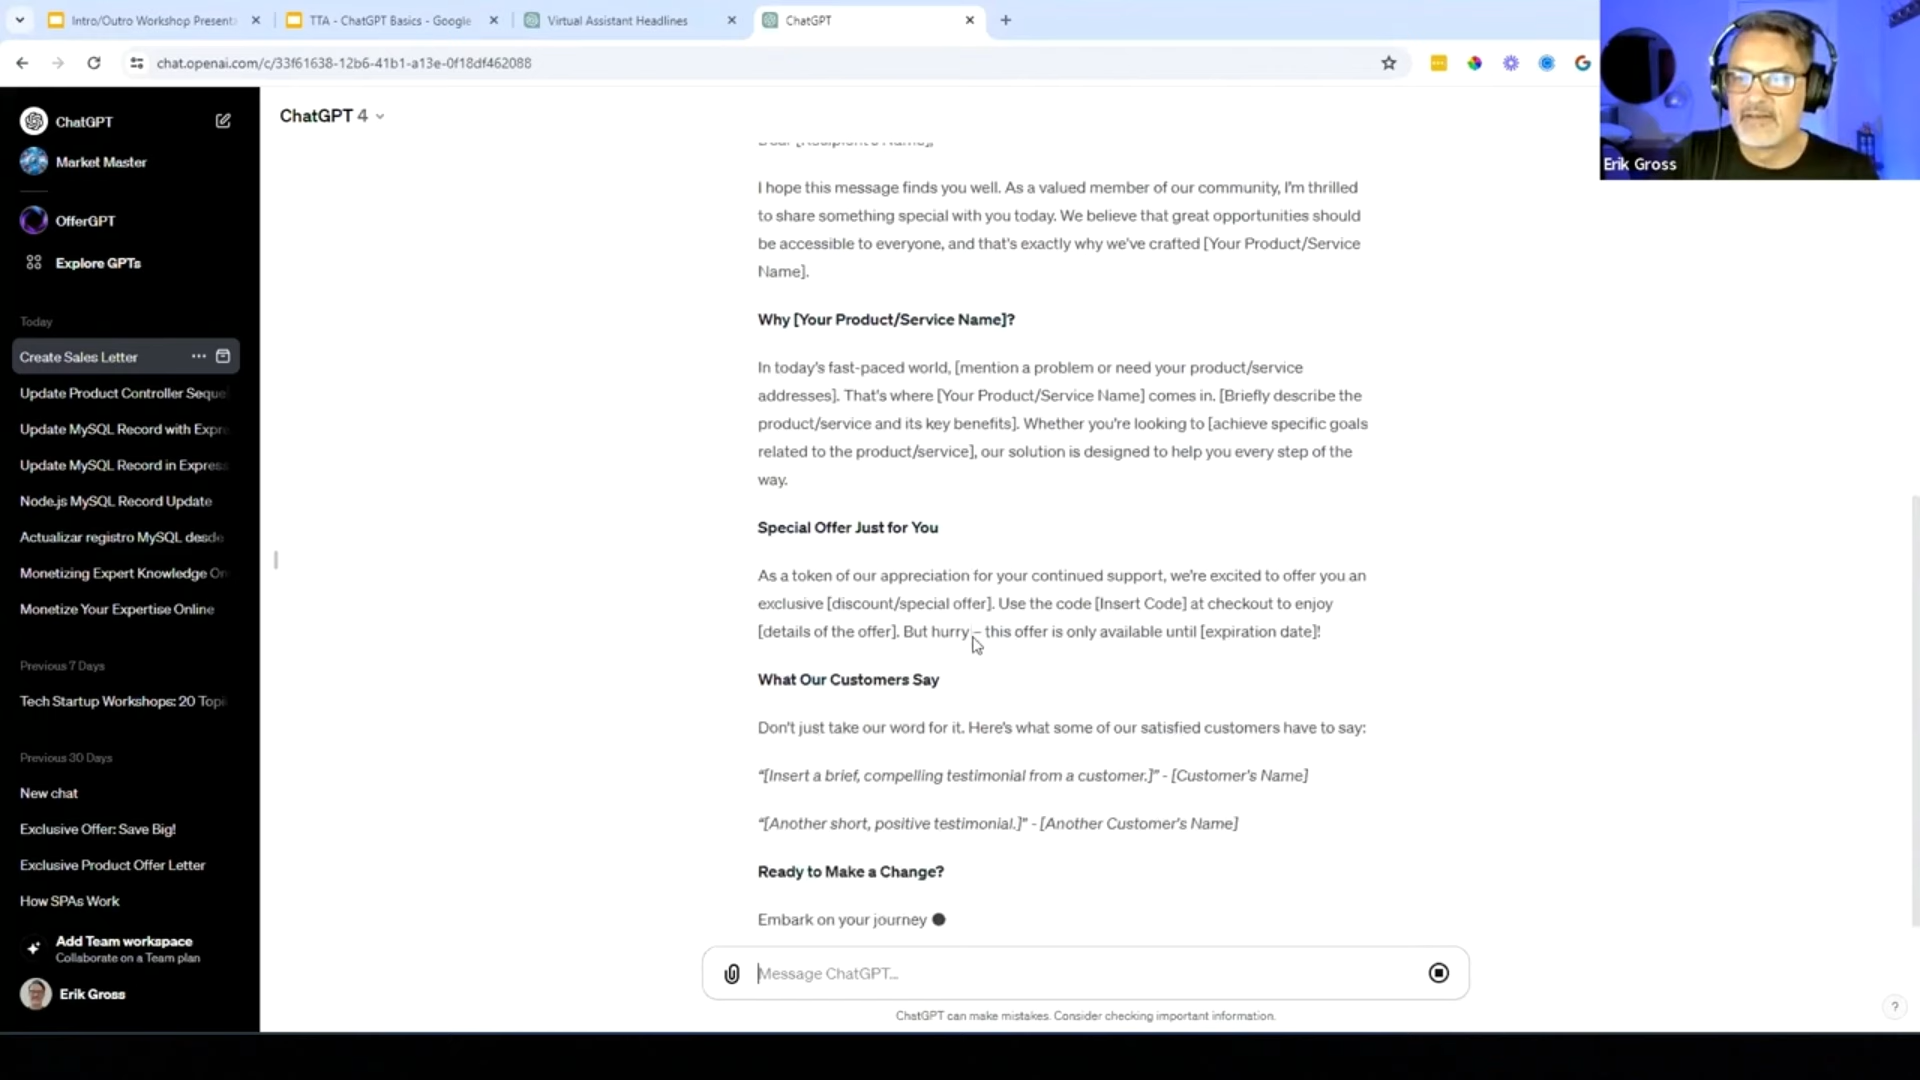 Intro/Outro Workshop Present
TTA - ChatGPT Basics - Google
Virtual Assistant Headlines
ChatGPT
chat.openai.com/c/33f61638-12b6-41b1-a13e-0f18df462088
Erik Gross
ChatGPT
Market Master
OfferGPT
Explore GPTs
Today
Create Sales Letter
Update Product Controller Seque
Update MySQL Record with Expre
Update MySQL Record in Express
Node.js MySQL Record Update
Actualizar registro MySQL desde
Monetizing Expert Knowledge On
Monetize Your Expertise Online
Previous 7 Days
Tech Startup Workshops: 20 Topi
Previous 30 Days
New chat
Exclusive Offer: Save Big!
Exclusive Product Offer Letter
How SPAs Work
Add Team workspace
Collaborate on a Team plan
Erik Gross
ChatGPT 4
Dear [Recipient's Name],
I hope this message finds you well. As a valued member of our community, I'm thrilled
to share something special with you today. We believe that great opportunities should
be accessible to everyone, and that's exactly why we've crafted [Your Product/Service
Name].
Why [Your Product/Service Name]?
In today's fast-paced world, [mention a problem or need your product/service
addresses]. That's where [Your Product/Service Name] comes in. [Briefly describe the
product/service and its key benefits]. Whether you're looking to [achieve specific goals
related to the product/service], our solution is designed to help you every step of the
way.
Special Offer Just for You
As a token of our appreciation for your continued support, we're excited to offer you an
exclusive [discount/special offer]. Use the code [Insert Code] at checkout to enjoy
[details of the offer]. But hurry – this offer is only available until [expiration date]!
What Our Customers Say
Don't just take our word for it. Here's what some of our satisfied customers have to say:
"[Insert a brief, compelling testimonial from a customer.]" - [Customer's Name]
"[Another short, positive testimonial.]" - [Another Customer's Name]
Ready to Make a Change?
Embark on your journey
Message ChatGPT...
ChatGPT can make mistakes. Consider checking important information.
?